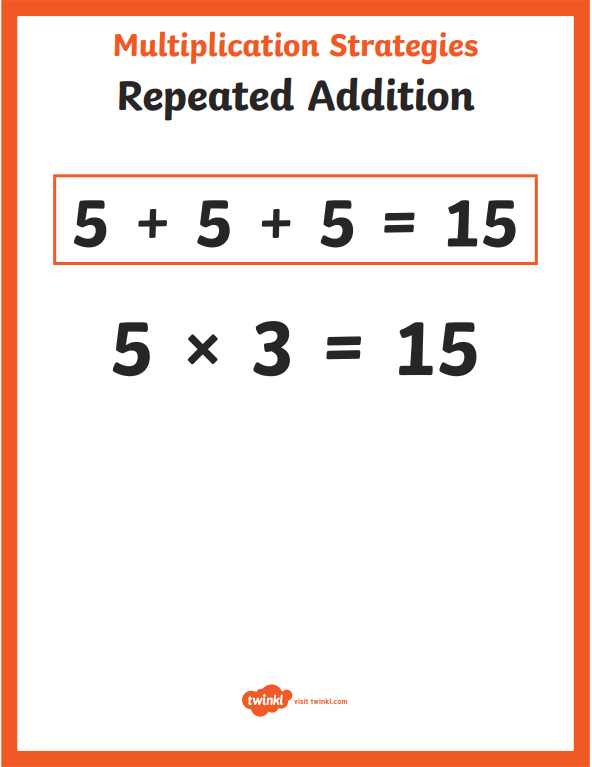 Multiplication Strategies
Repeated Addition
5 + 5 + 5 = 15
5 × 3 = 15
twinkl visit twinkl.com